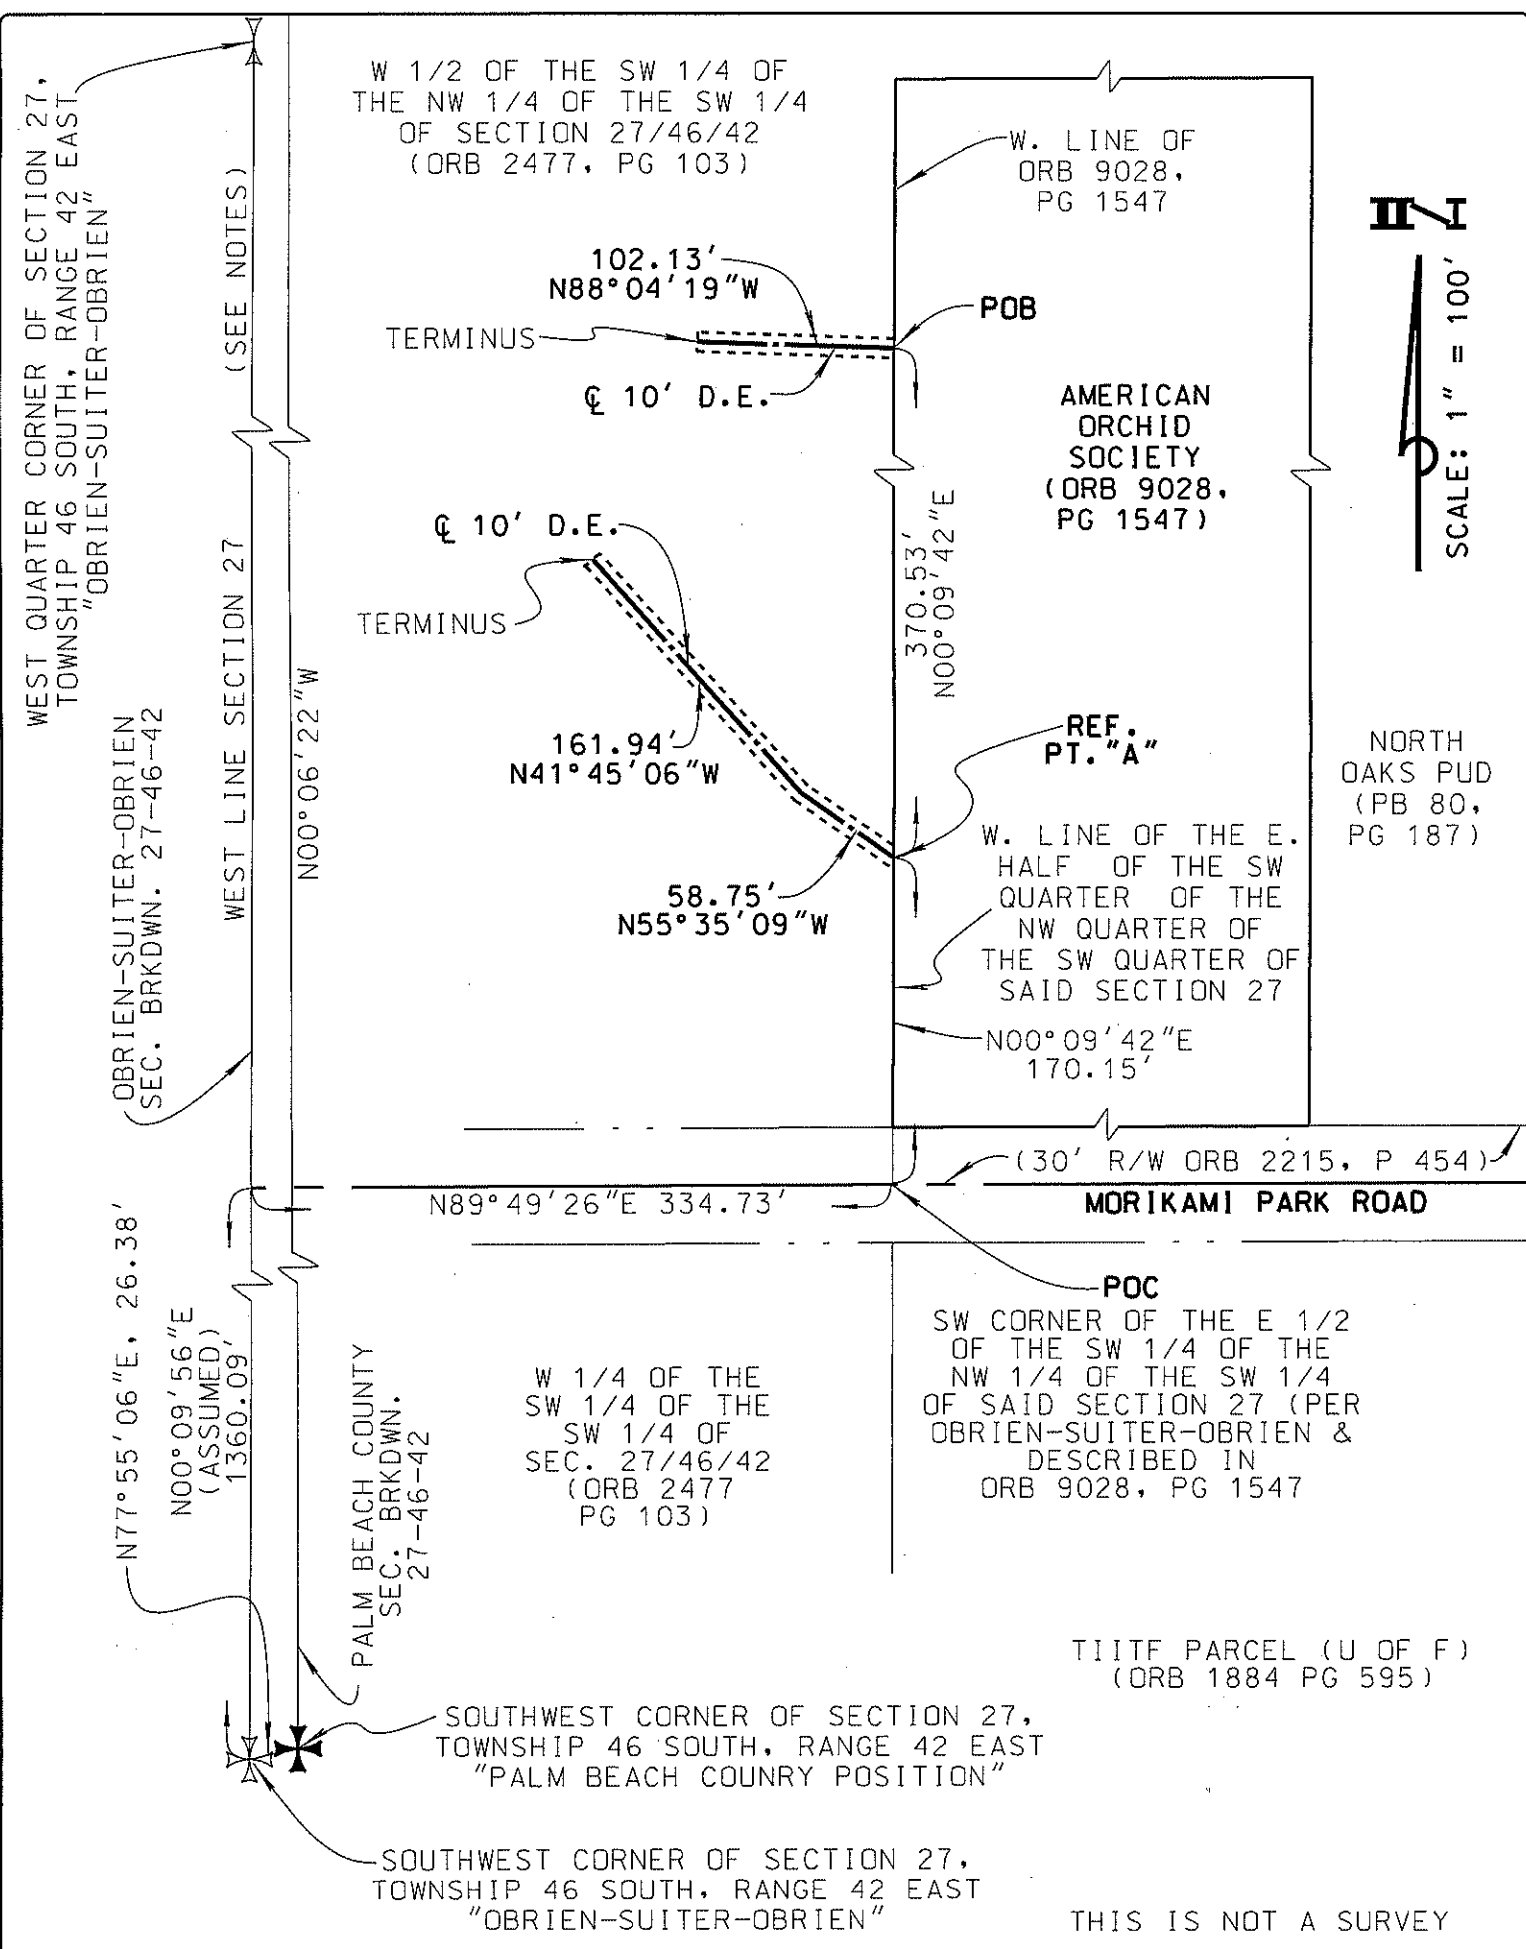 WEST QUARTER CORNER OF SECTION 27,
TOWNSHIP 46 SOUTH, RANGE 42 EAST
"OBRIEN-SUITER-OBRIEN"
W 1/2 OF THE SW 1/4 OF
THE NW 1/4 OF THE SW 1/4
OF SECTION 27/46/42
(ORB 2477, PG 103)
W. LINE OF
ORB 9028,
PG 1547
(SEE NOTES)
WEST LINE SECTION 27
102.13'
N88°04'19"W
TERMINUS
POB
℄ 10' D.E.
AMERICAN
ORCHID
SOCIETY
(ORB 9028,
PG 1547)
SCALE: 1" = 100'
℄ 10' D.E.
TERMINUS
370.53'
N00°09'42"E
N00°06'22"W
OBRIEN-SUITER-OBRIEN
SEC. BRKDWN. 27-46-42
161.94'
N41°45'06"W
REF.
PT. "A"
NORTH
OAKS PUD
(PB 80,
PG 187)
58.75'
N55°35'09"W
W. LINE OF THE E.
HALF OF THE SW
QUARTER OF THE
NW QUARTER OF
THE SW QUARTER OF
SAID SECTION 27
N00°09'42"E
170.15'
(30' R/W ORB 2215, P 454)
N89°49'26"E 334.73'
MORIKAMI PARK ROAD
N77°55'06"E, 26.38'
N00°09'56"E
(ASSUMED)
1360.09'
PALM BEACH COUNTY
SEC. BRKDWN.
27-46-42
W 1/4 OF THE
SW 1/4 OF THE
SW 1/4 OF
SEC. 27/46/42
(ORB 2477
PG 103)
POC
SW CORNER OF THE E 1/2
OF THE SW 1/4 OF THE
NW 1/4 OF THE SW 1/4
OF SAID SECTION 27 (PER
OBRIEN-SUITER-OBRIEN &
DESCRIBED IN
ORB 9028, PG 1547
TIITF PARCEL (U OF F)
(ORB 1884 PG 595)
SOUTHWEST CORNER OF SECTION 27,
TOWNSHIP 46 SOUTH, RANGE 42 EAST
"PALM BEACH COUNRY POSITION"
SOUTHWEST CORNER OF SECTION 27,
TOWNSHIP 46 SOUTH, RANGE 42 EAST
"OBRIEN-SUITER-OBRIEN"
THIS IS NOT A SURVEY